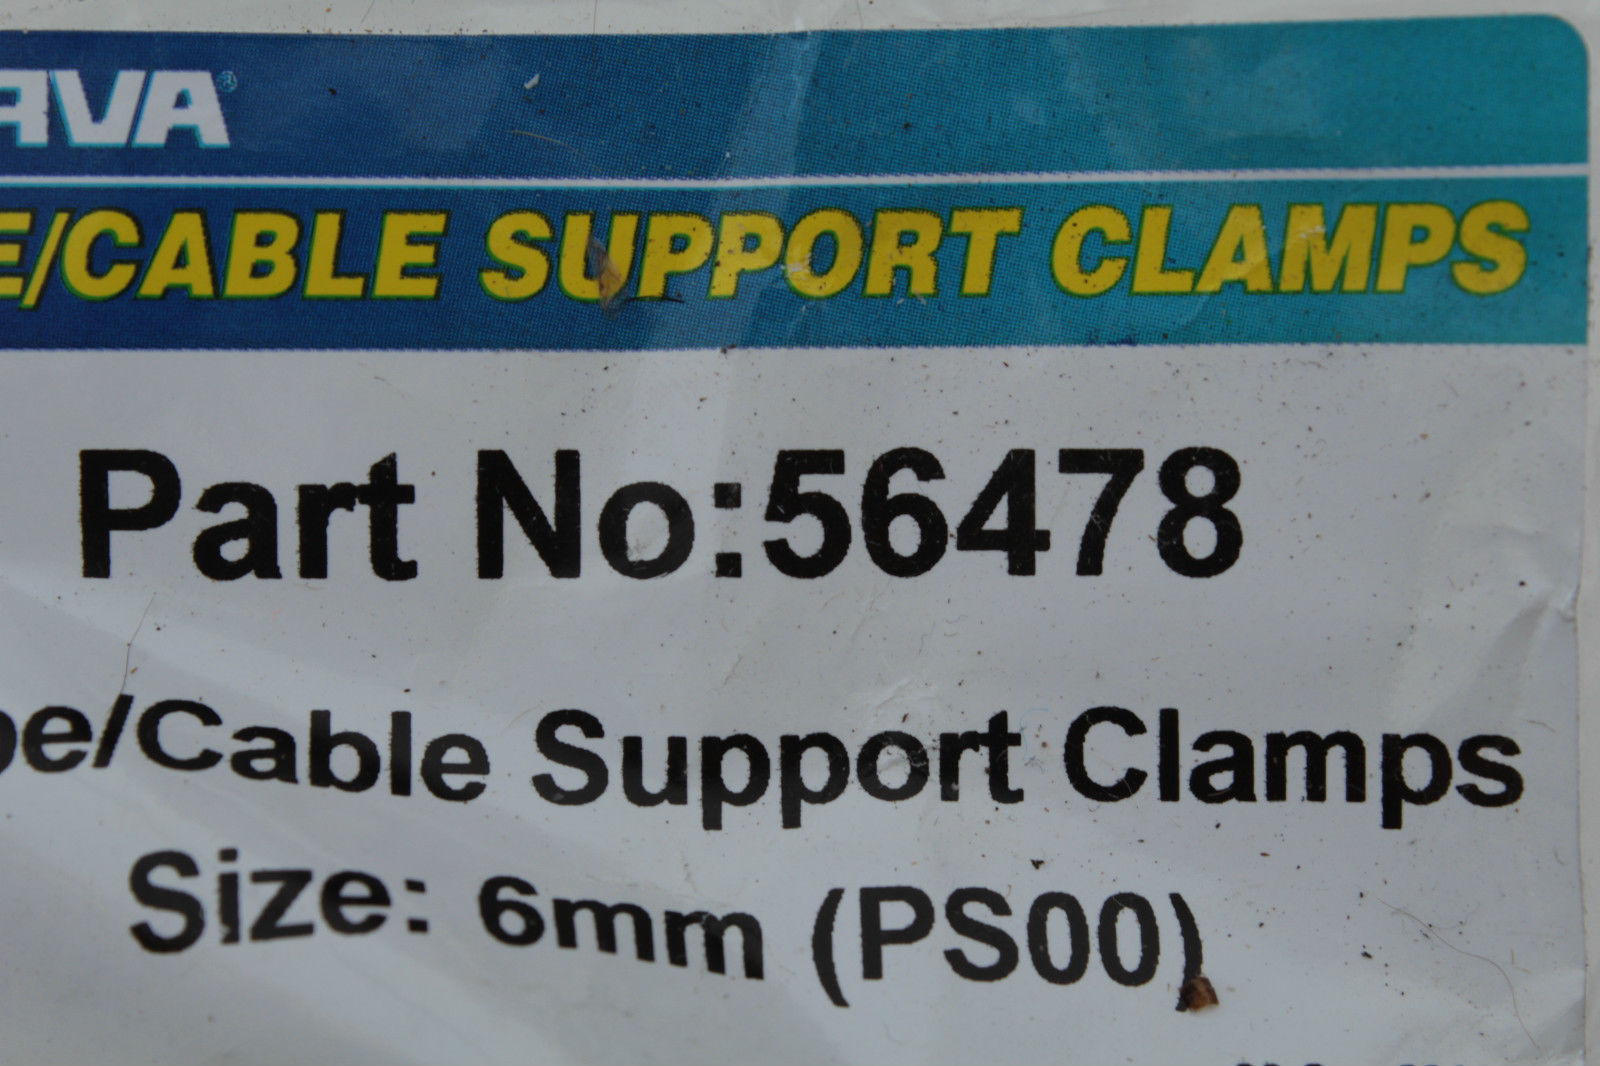 RVA®
E/CABLE SUPPORT CLAMPS
Part No:56478
pe/Cable Support Clamps
Size: 6mm (PS00)